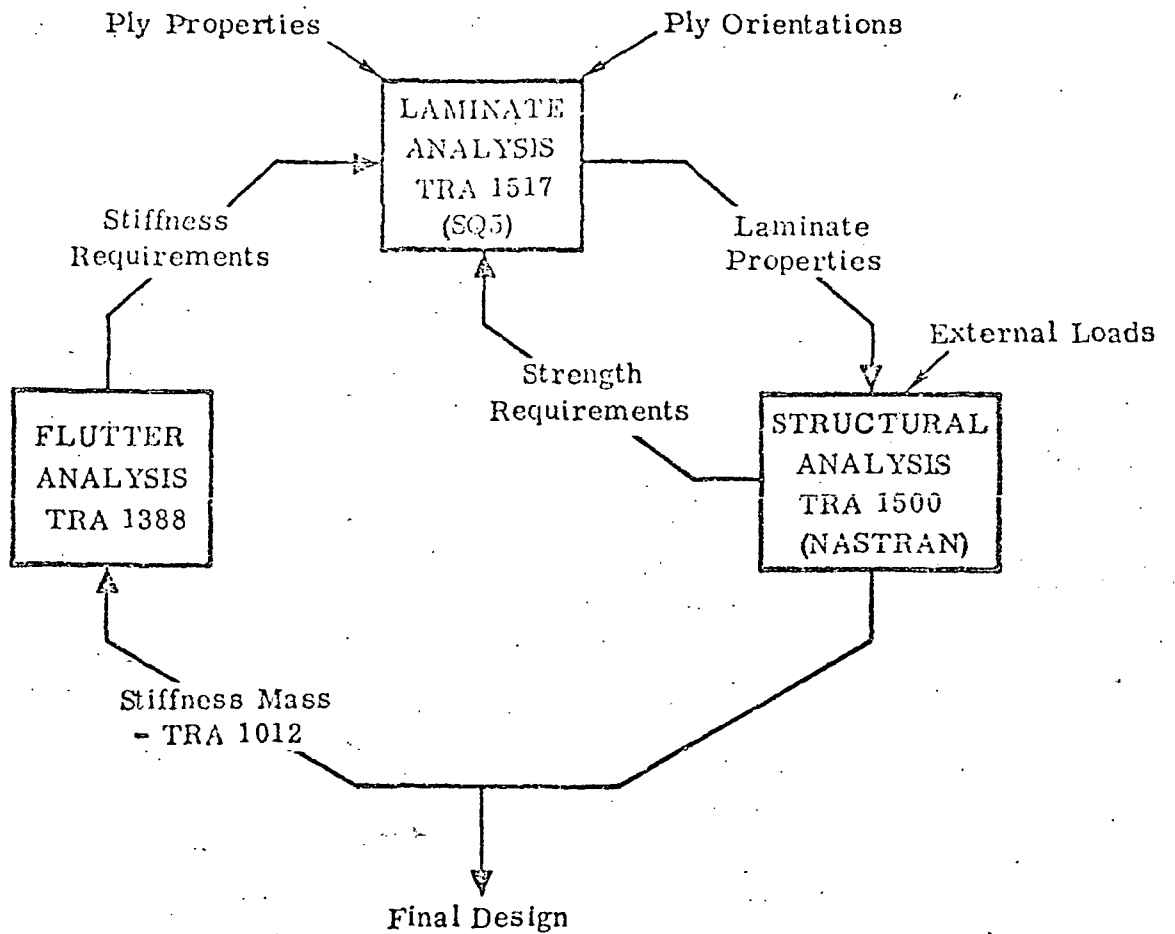 Ply Properties
Ply Orientations
LAMINATE
ANALYSIS
TRA 1517
(SQ5)
Stiffness
Requirements
Laminate
Properties
External Loads
Strength
Requirements
FLUTTER
ANALYSIS
TRA 1388
STRUCTURAL
ANALYSIS
TRA 1500
(NASTRAN)
Stiffness Mass
- TRA 1012
Final Design